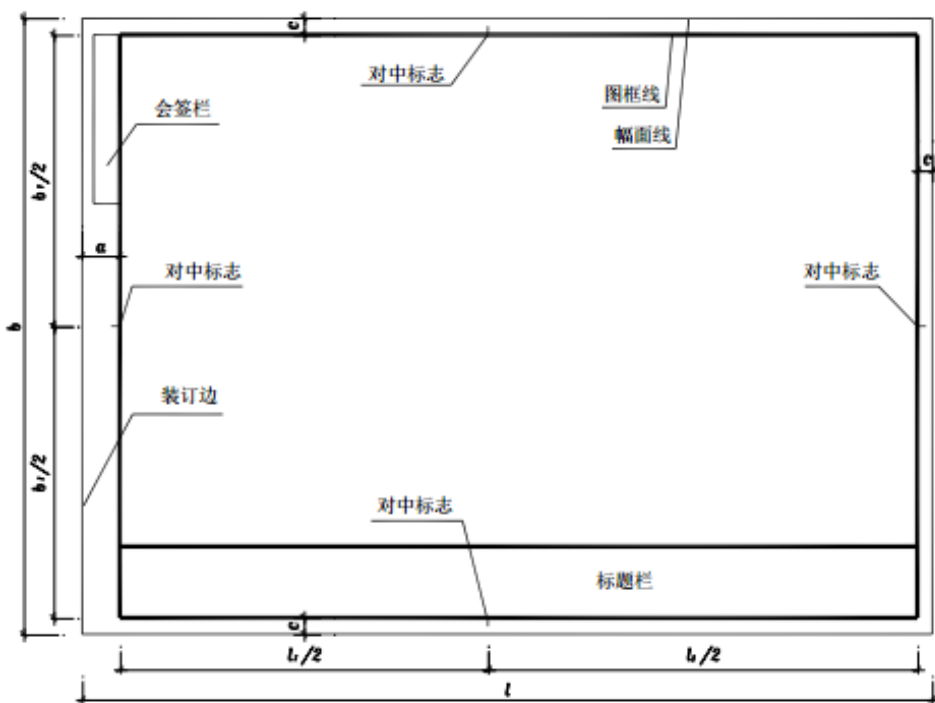 c
对中标志
图框线
会签栏
幅面线
b₁/2
c
a
对中标志
对中标志
b
装订边
b₁/2
对中标志
标题栏
c
l₁/2
l₁/2
l